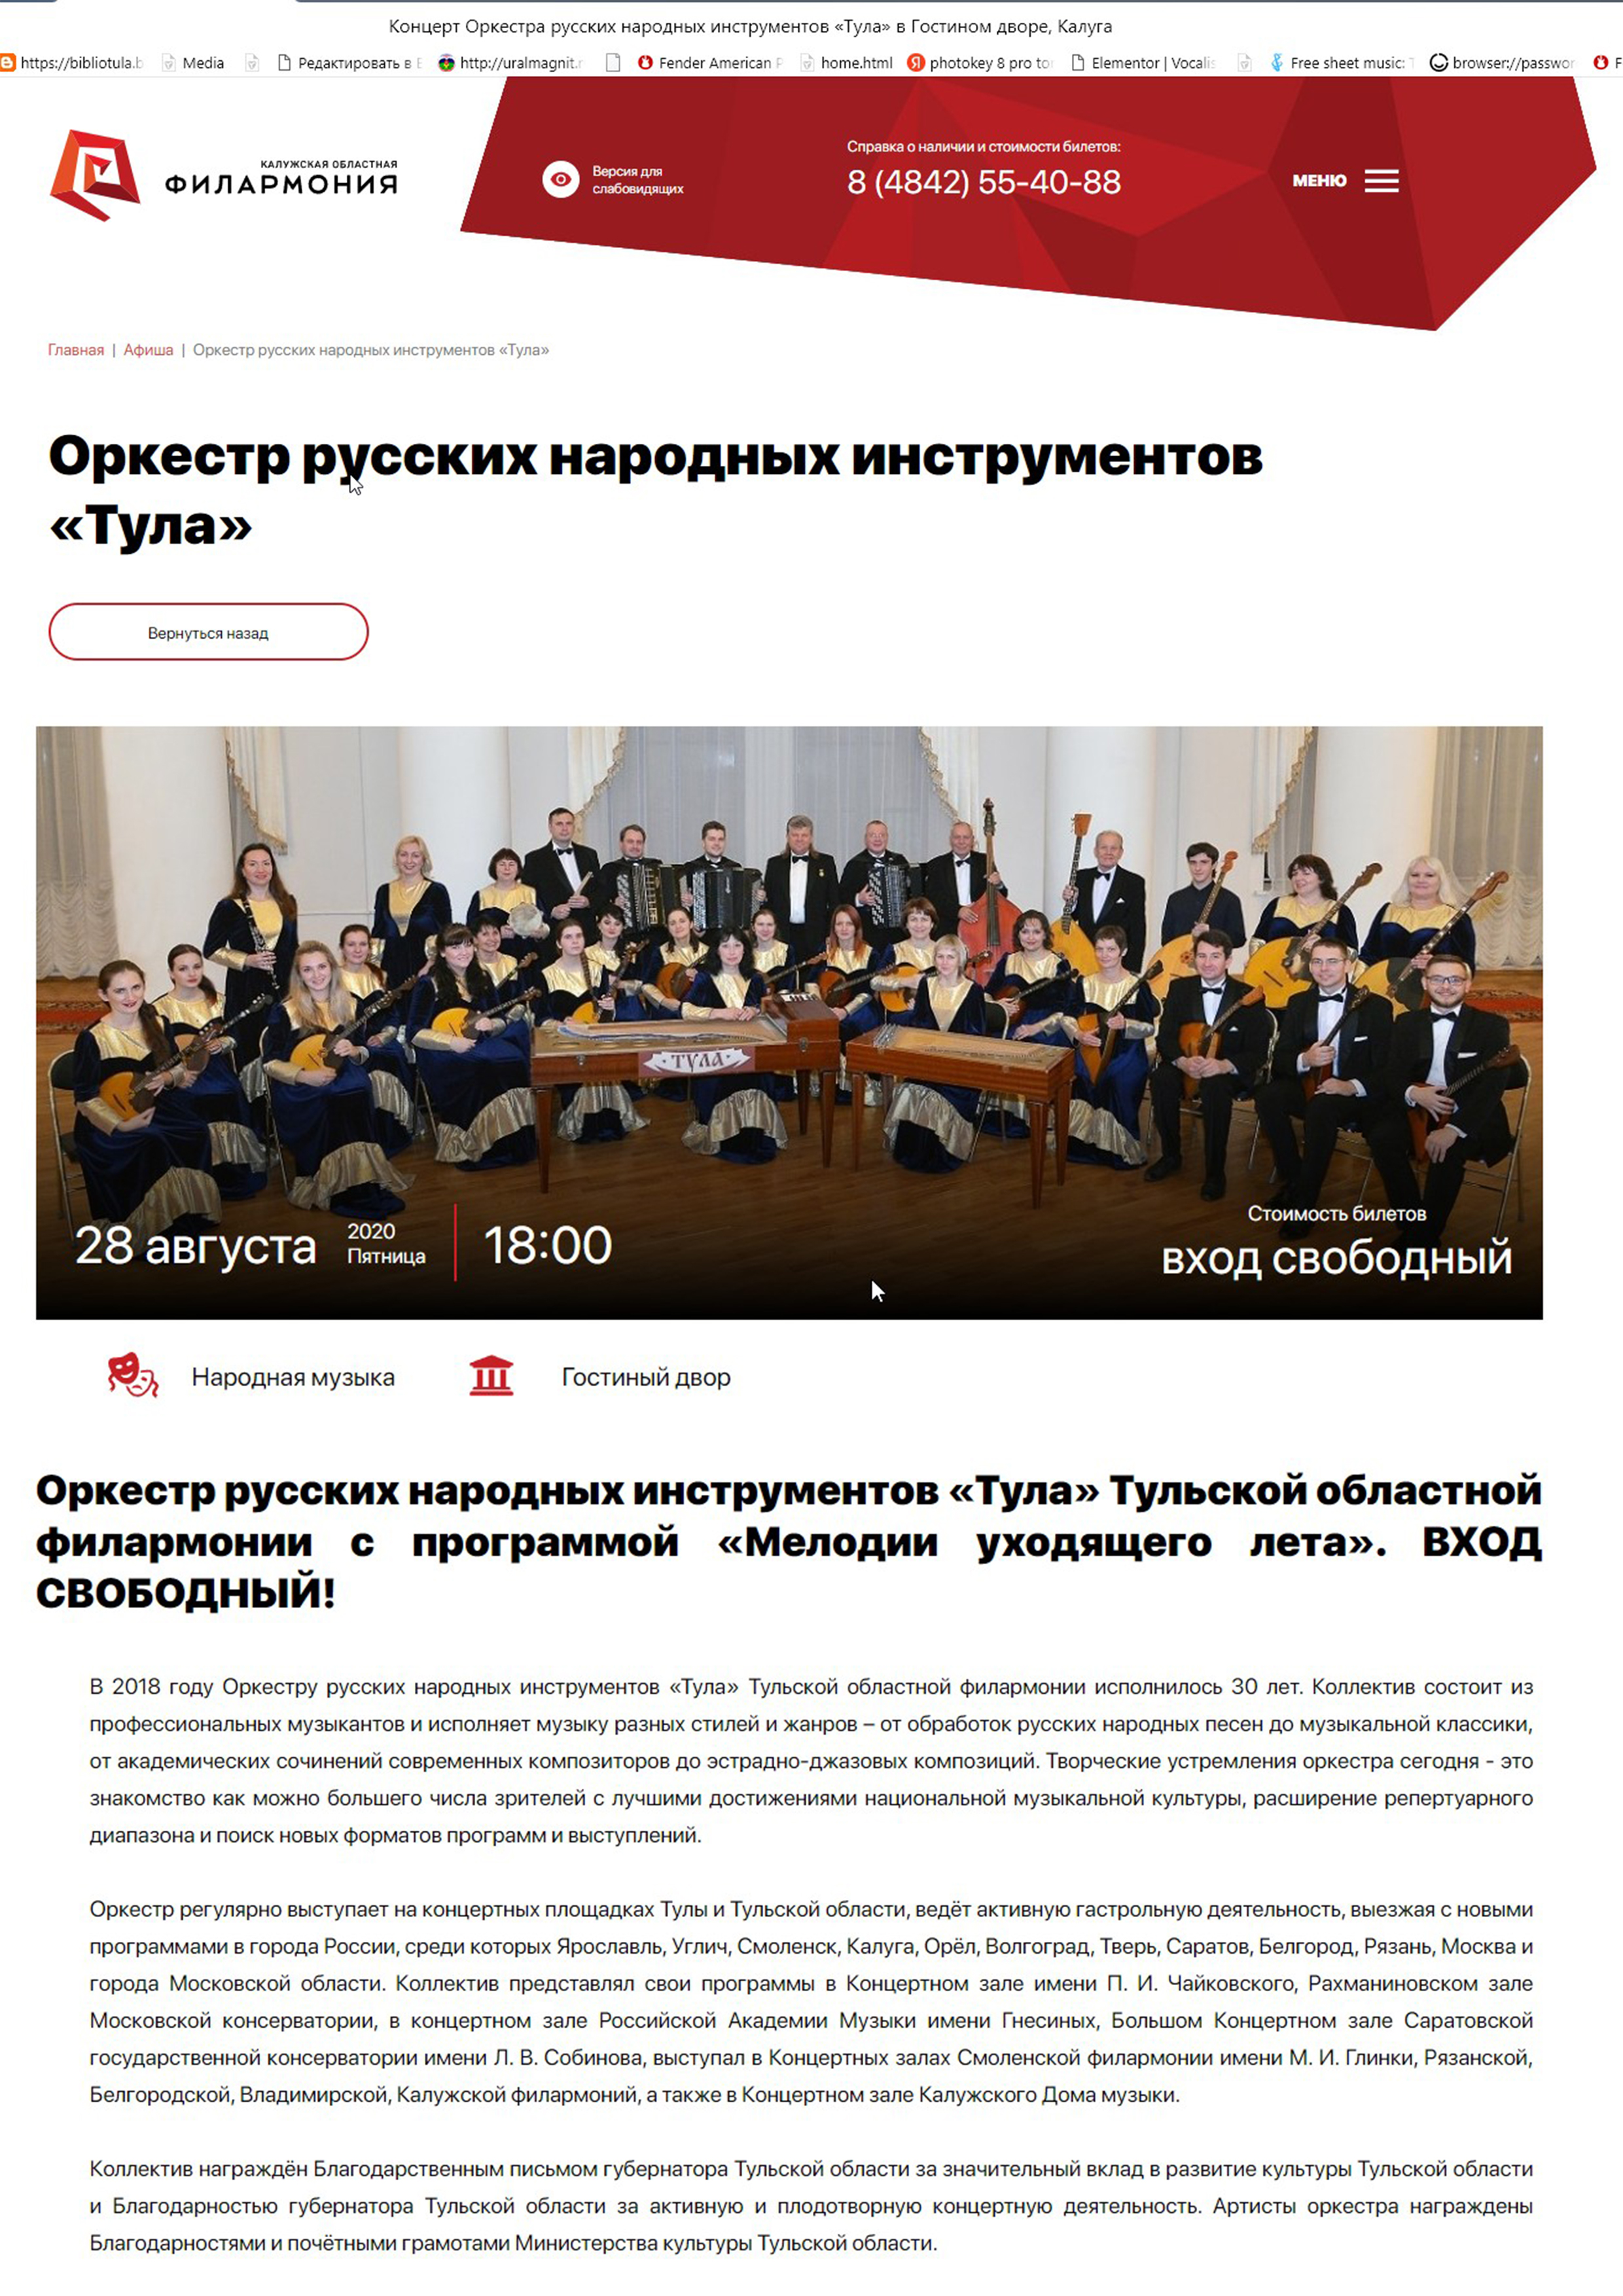 Концерт Оркестра русских народных инструментов «Тула» в Гостином дворе, Калуга
https://bibliotula.b Media Редактировать в http://uralmagnit.r Fender American home.html photokey 8 pro to Elementor | Vocalis Free sheet music: browser://passwor F
КАЛУЖСКАЯ ОБЛАСТНАЯ
ФИЛАРМОНИЯ
Версия для
слабовидящих
Справка о наличии и стоимости билетов:
8 (4842) 55-40-88
МЕНЮ
Главная | Афиша | Оркестр русских народных инструментов «Тула»
Оркестр русских народных инструментов
«Тула»
Вернуться назад
ТУЛА
28 августа
2020
Пятница
18:00
Стоимость билетов
вход свободный
Народная музыка
Гостиный двор
Оркестр русских народных инструментов «Тула» Тульской областной
филармонии с программой «Мелодии уходящего лета». ВХОД
СВОБОДНЫЙ!
В 2018 году Оркестру русских народных инструментов «Тула» Тульской областной филармонии исполнилось 30 лет. Коллектив состоит из
профессиональных музыкантов и исполняет музыку разных стилей и жанров – от обработок русских народных песен до музыкальной классики,
от академических сочинений современных композиторов до эстрадно-джазовых композиций. Творческие устремления оркестра сегодня - это
знакомство как можно большего числа зрителей с лучшими достижениями национальной музыкальной культуры, расширение репертуарного
диапазона и поиск новых форматов программ и выступлений.
Оркестр регулярно выступает на концертных площадках Тулы и Тульской области, ведёт активную гастрольную деятельность, выезжая с новыми
программами в города России, среди которых Ярославль, Углич, Смоленск, Калуга, Орёл, Волгоград, Тверь, Саратов, Белгород, Рязань, Москва и
города Московской области. Коллектив представлял свои программы в Концертном зале имени П. И. Чайковского, Рахманиновском зале
Московской консерватории, в концертном зале Российской Академии Музыки имени Гнесиных, Большом Концертном зале Саратовской
государственной консерватории имени Л. В. Собинова, выступал в Концертных залах Смоленской филармонии имени М. И. Глинки, Рязанской,
Белгородской, Владимирской, Калужской филармоний, а также в Концертном зале Калужского Дома музыки.
Коллектив награждён Благодарственным письмом губернатора Тульской области за значительный вклад в развитие культуры Тульской области
и Благодарностью губернатора Тульской области за активную и плодотворную концертную деятельность. Артисты оркестра награждены
Благодарностями и почётными грамотами Министерства культуры Тульской области.